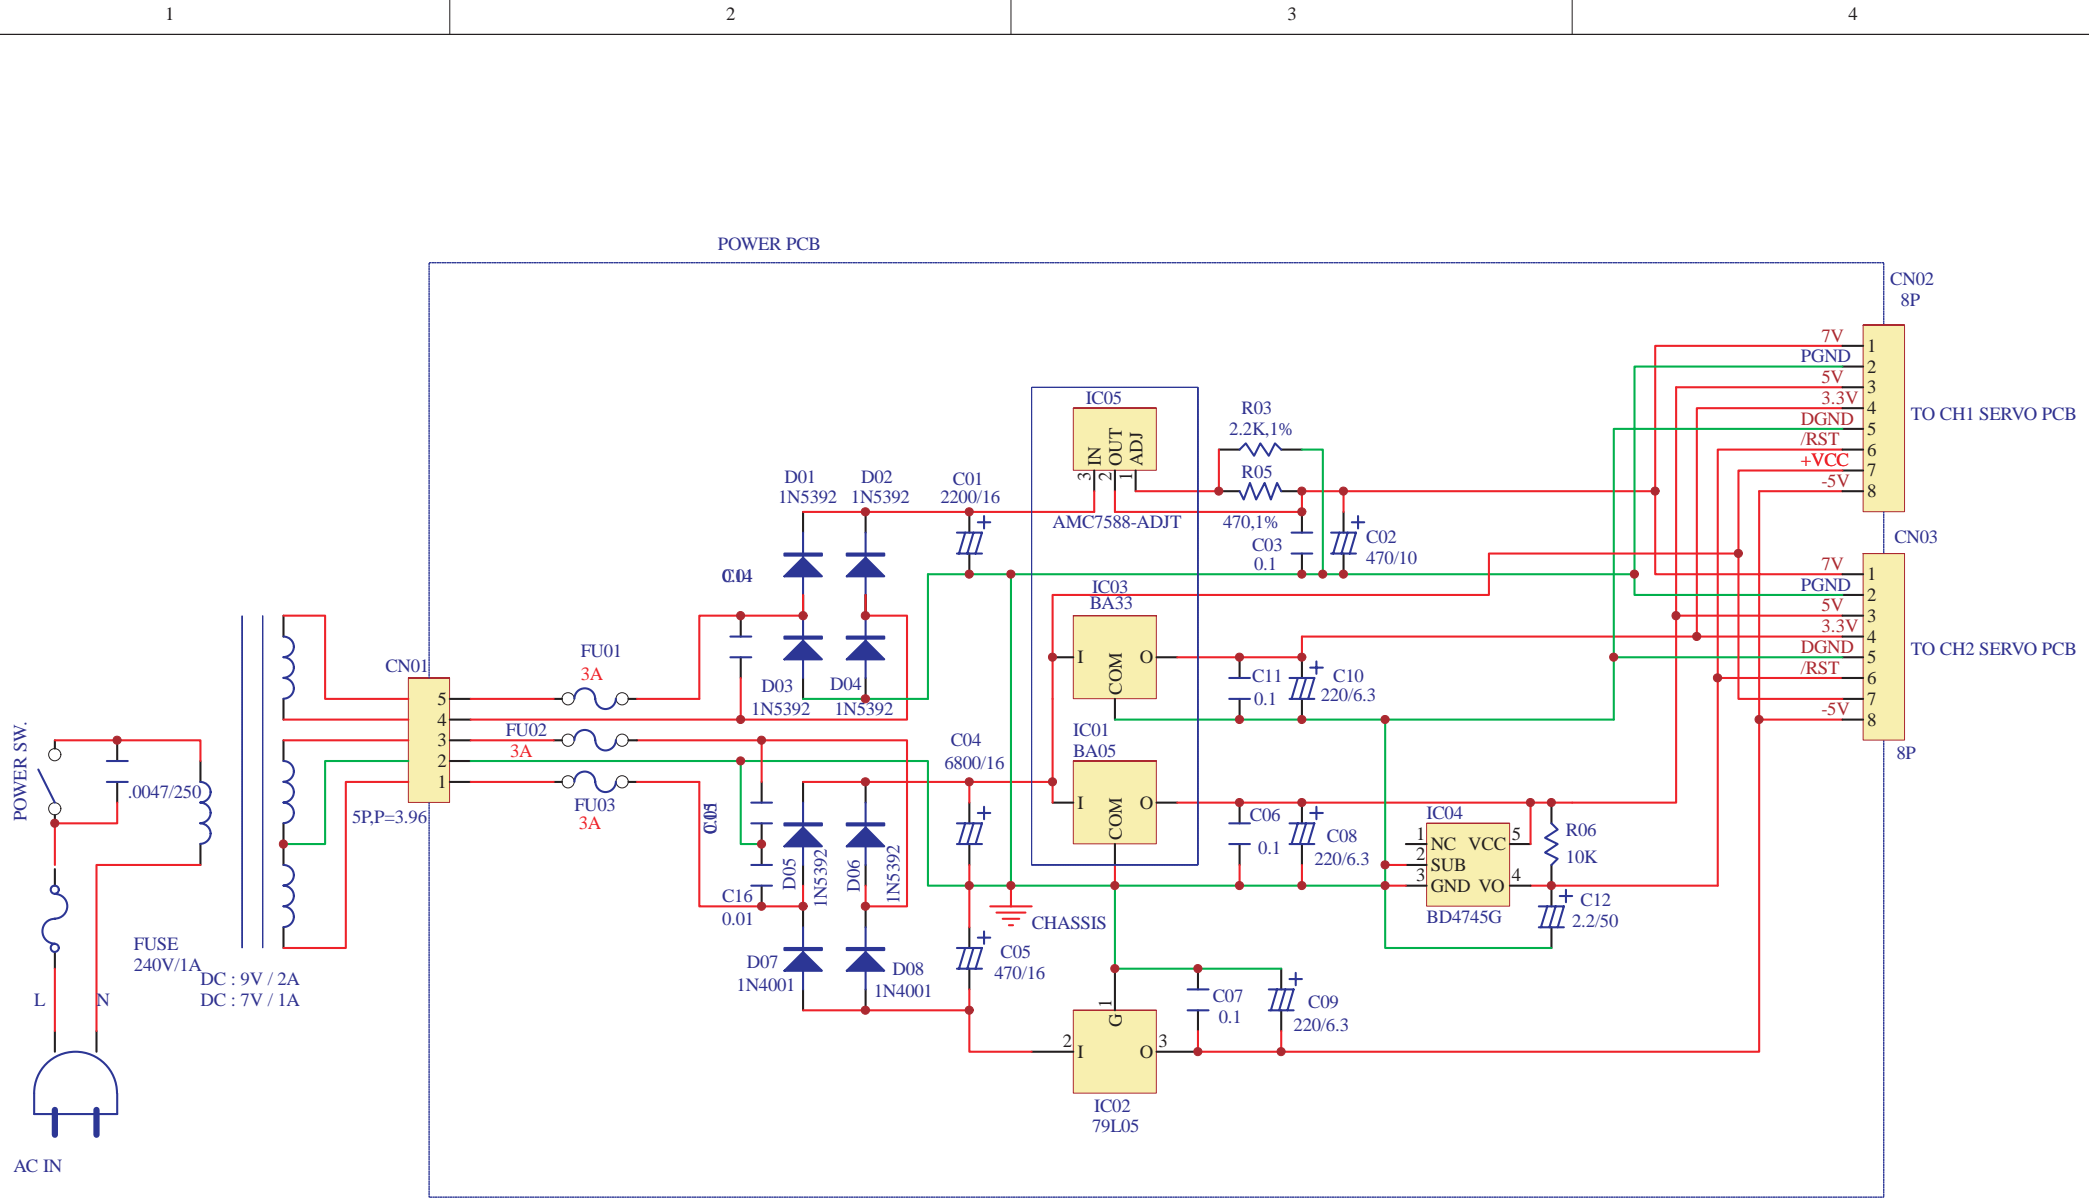 1
2
3
4
POWER PCB
CN02
8P
7V
1
PGND
2
5V
3
3.3V
4
DGND
5
/RST
6
+VCC
7
-5V
8
TO CH1 SERVO PCB
CN03
7V
1
PGND
2
5V
3
3.3V
4
DGND
5
/RST
6
7
-5V
8
8P
TO CH2 SERVO PCB
IC05
IN
OUT
ADJ
3
2
1
AMC7588-ADJT
R03
2.2K,1%
R05
470,1%
C03
0.1
C02
470/10
D01
1N5392
D02
1N5392
C01
2200/16
D03
1N5392
D04
1N5392
IC03
BA33
I
COM
O
C11
0.1
C10
220/6.3
IC01
BA05
I
COM
O
C06
0.1
C08
220/6.3
IC04
1
NC
VCC
5
2
SUB
3
GND
VO
4
BD4745G
R06
10K
C12
2.2/50
CN01
5
4
3
2
1
5P,P=3.96
FU01
3A
FU02
3A
FU03
3A
C16
0.01
D05
1N5392
D06
1N5392
C04
6800/16
CHASSIS
C05
470/16
D07
1N4001
D08
1N4001
G
1
2
I
O
3
IC02
79L05
C07
0.1
C09
220/6.3
POWER SW.
.0047/250
FUSE
240V/1A
DC : 9V / 2A
DC : 7V / 1A
L
N
AC IN